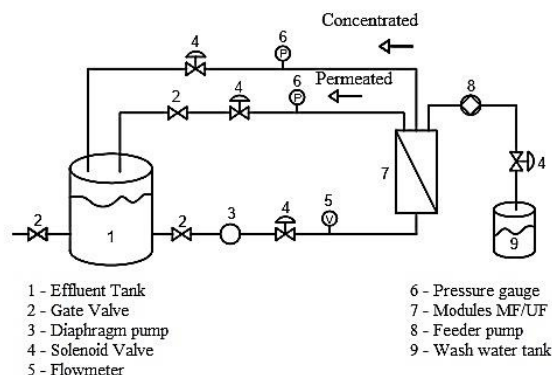 Concentrated
4
6
P
Permeated
2
4
6
P
8
7
4
1
2
2
3
4
5
V
9
1 - Effluent Tank
2 - Gate Valve
3 - Diaphragm pump
4 - Solenoid Valve
5 - Flowmeter
6 - Pressure gauge
7 - Modules MF/UF
8 - Feeder pump
9 - Wash water tank